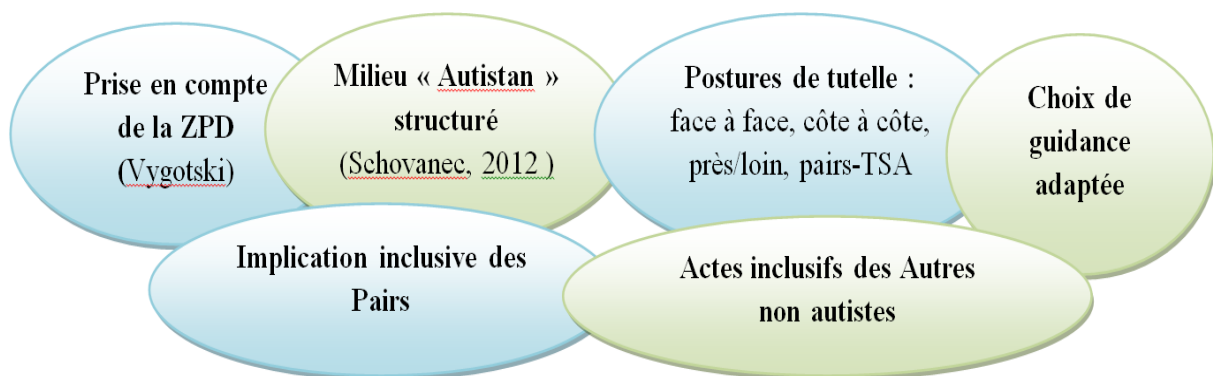 Prise en compte
de la ZPD
(Vygotski)
Milieu « Autistan »
structuré
(Schovanec, 2012 )
Postures de tutelle :
face à face, côte à côte,
près/loin, pairs-TSA
Choix de
guidance
adaptée
Implication inclusive des
Pairs
Actes inclusifs des Autres
non autistes